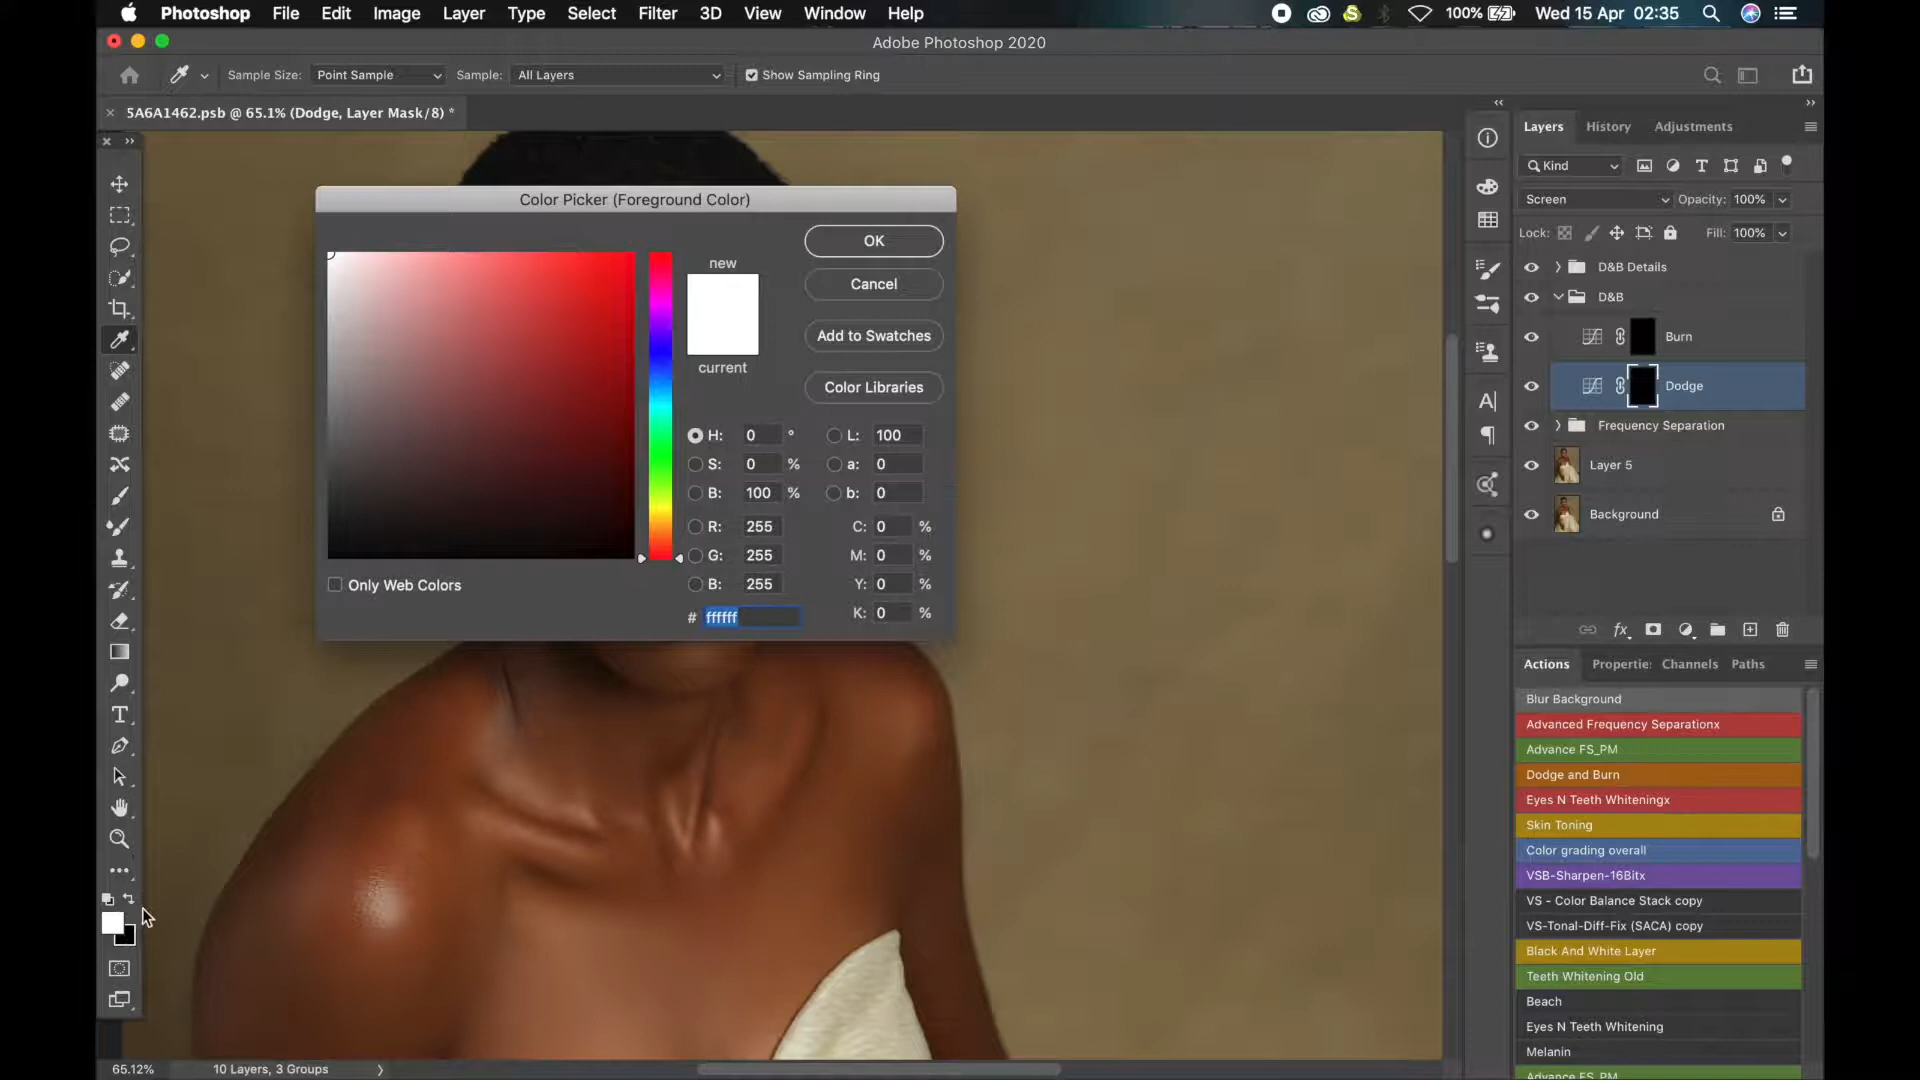 Photoshop File Edit Image Layer Type Select Filter 3D View Window Help 100% Wed 15 Apr 02:35
Adobe Photoshop 2020
Sample Size: Point Sample Sample: All Layers Show Sampling Ring
5A6A1462.psb @ 65.1% (Dodge, Layer Mask/8) *
Color Picker (Foreground Color)
new
current
OK
Cancel
Add to Swatches
Color Libraries
H: 0 °
S: 0 %
B: 100 %
R: 255
G: 255
B: 255
# ffffff
L: 100
a: 0
b: 0
C: 0 %
M: 0 %
Y: 0 %
K: 0 %
Only Web Colors
Layers History Adjustments
Kind
Screen Opacity: 100%
Lock: Fill: 100%
D&B Details
D&B
Burn
Dodge
Frequency Separation
Layer 5
Background
Actions Properties Channels Paths
Blur Background
Advanced Frequency Separationx
Advance FS_PM
Dodge and Burn
Eyes N Teeth Whiteningx
Skin Toning
Color grading overall
VSB-Sharpen-16Bitx
VS - Color Balance Stack copy
VS-Tonal-Diff-Fix (SACA) copy
Black And White Layer
Teeth Whitening Old
Beach
Eyes N Teeth Whitening
Melanin
Advance FS_PM
65.12% 10 Layers, 3 Groups